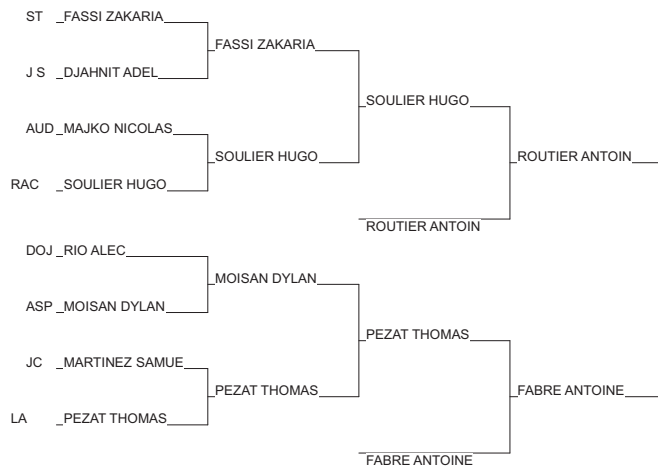 ST FASSI ZAKARIA
FASSI ZAKARIA
J S DJAHNIT ADEL
SOULIER HUGO
AUD MAJKO NICOLAS
SOULIER HUGO
ROUTIER ANTOIN
RAC SOULIER HUGO
ROUTIER ANTOIN
DOJ RIO ALEC
MOISAN DYLAN
ASP MOISAN DYLAN
PEZAT THOMAS
JC MARTINEZ SAMUE
PEZAT THOMAS
FABRE ANTOINE
LA PEZAT THOMAS
FABRE ANTOINE